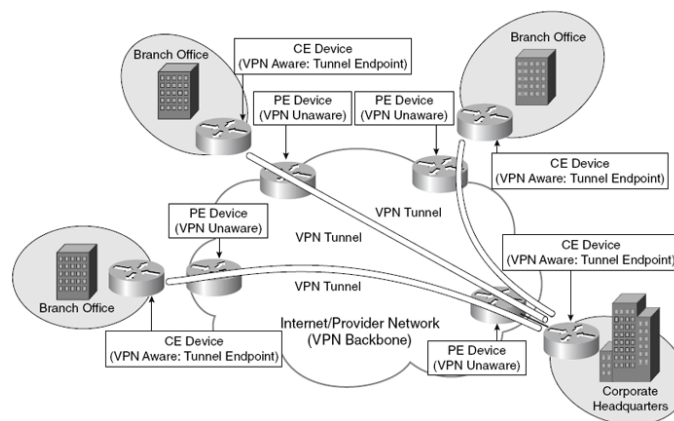 Branch Office
CE Device
(VPN Aware: Tunnel Endpoint)
Branch Office
PE Device
(VPN Unaware)
PE Device
(VPN Unaware)
CE Device
(VPN Aware: Tunnel Endpoint)
PE Device
(VPN Unaware)
VPN Tunnel
VPN Tunnel
CE Device
(VPN Aware: Tunnel Endpoint)
VPN Tunnel
Branch Office
Internet/Provider Network
(VPN Backbone)
CE Device
(VPN Aware: Tunnel Endpoint)
PE Device
(VPN Unaware)
Corporate
Headquarters